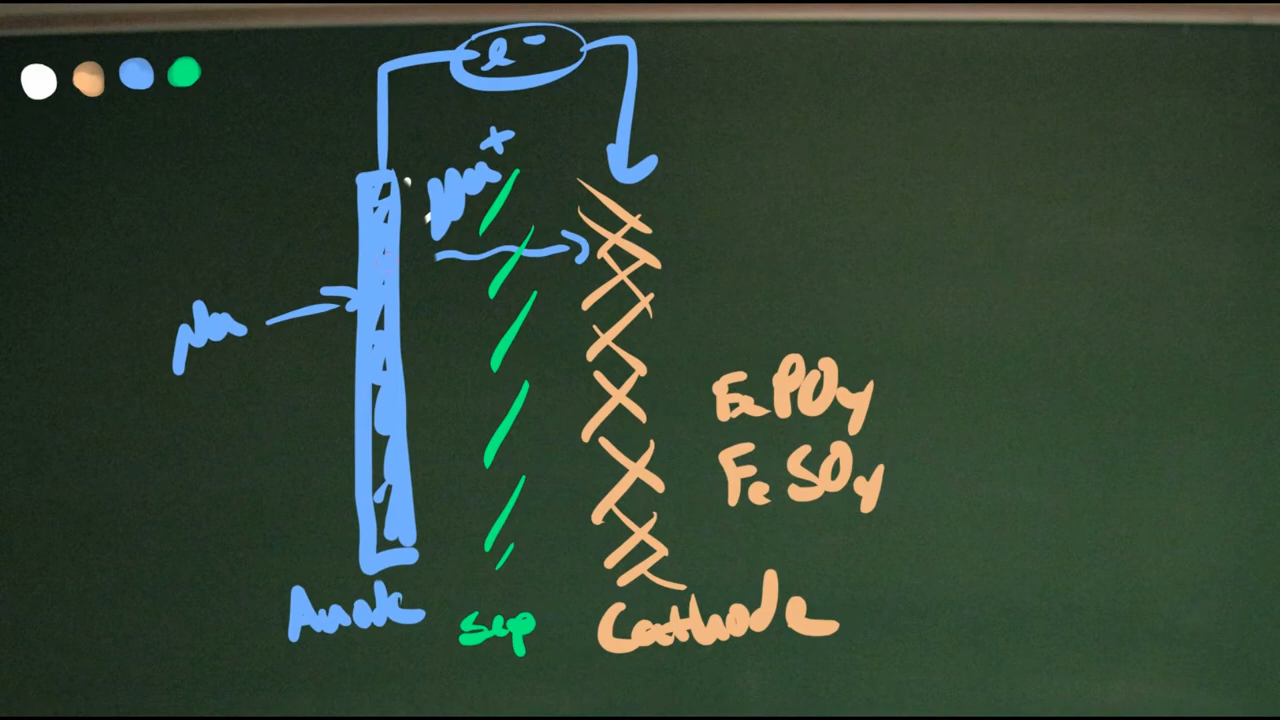 e-
Na+
Na
FePO4
FeSO4
Anode
Sep
Cathode